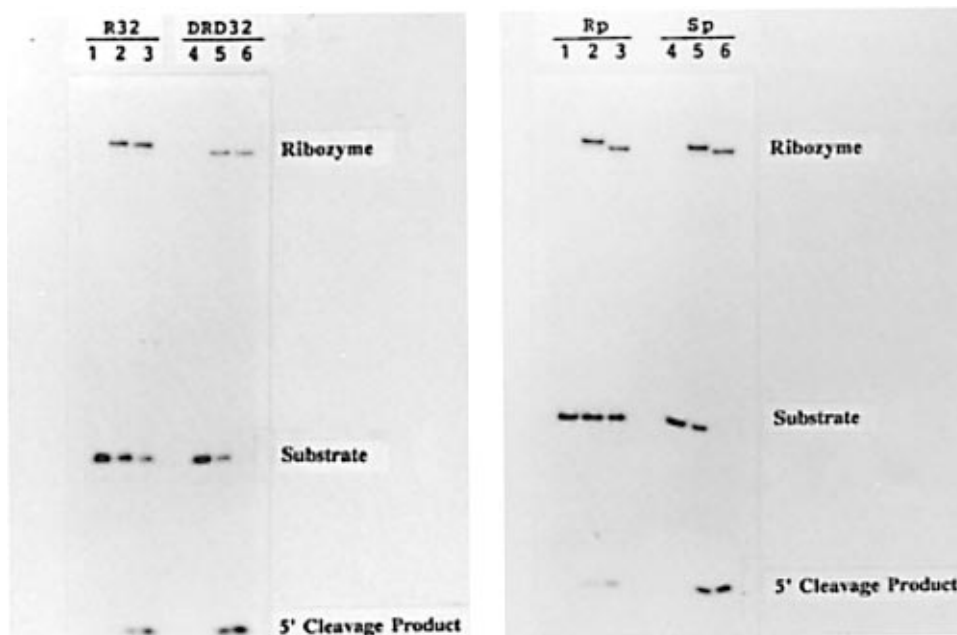 R32 DRD32
1 2 3 4 5 6
Ribozyme
Substrate
5' Cleavage Product
Rp Sp
1 2 3 4 5 6
Ribozyme
Substrate
5' Cleavage Product